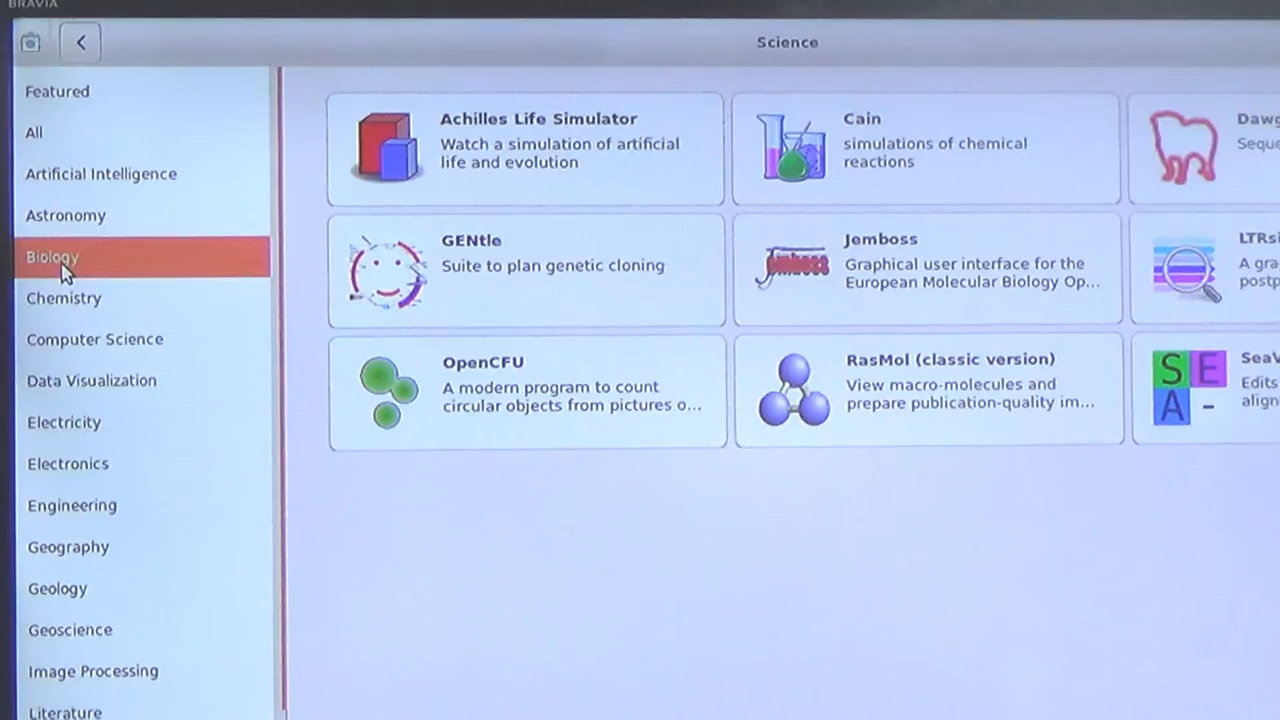 BRAVIA
Science
Featured
All
Artificial Intelligence
Astronomy
Biology
Chemistry
Computer Science
Data Visualization
Electricity
Electronics
Engineering
Geography
Geology
Geoscience
Image Processing
Literature
Achilles Life Simulator
Watch a simulation of artificial
life and evolution
Cain
simulations of chemical
reactions
GENtle
Suite to plan genetic cloning
Jemboss
Jemboss
Graphical user interface for the
European Molecular Biology Op...
A
OpenCFU
A modern program to count
circular objects from pictures o...
RasMol (classic version)
View macro-molecules and
prepare publication-quality im...
SE
A-
Edits